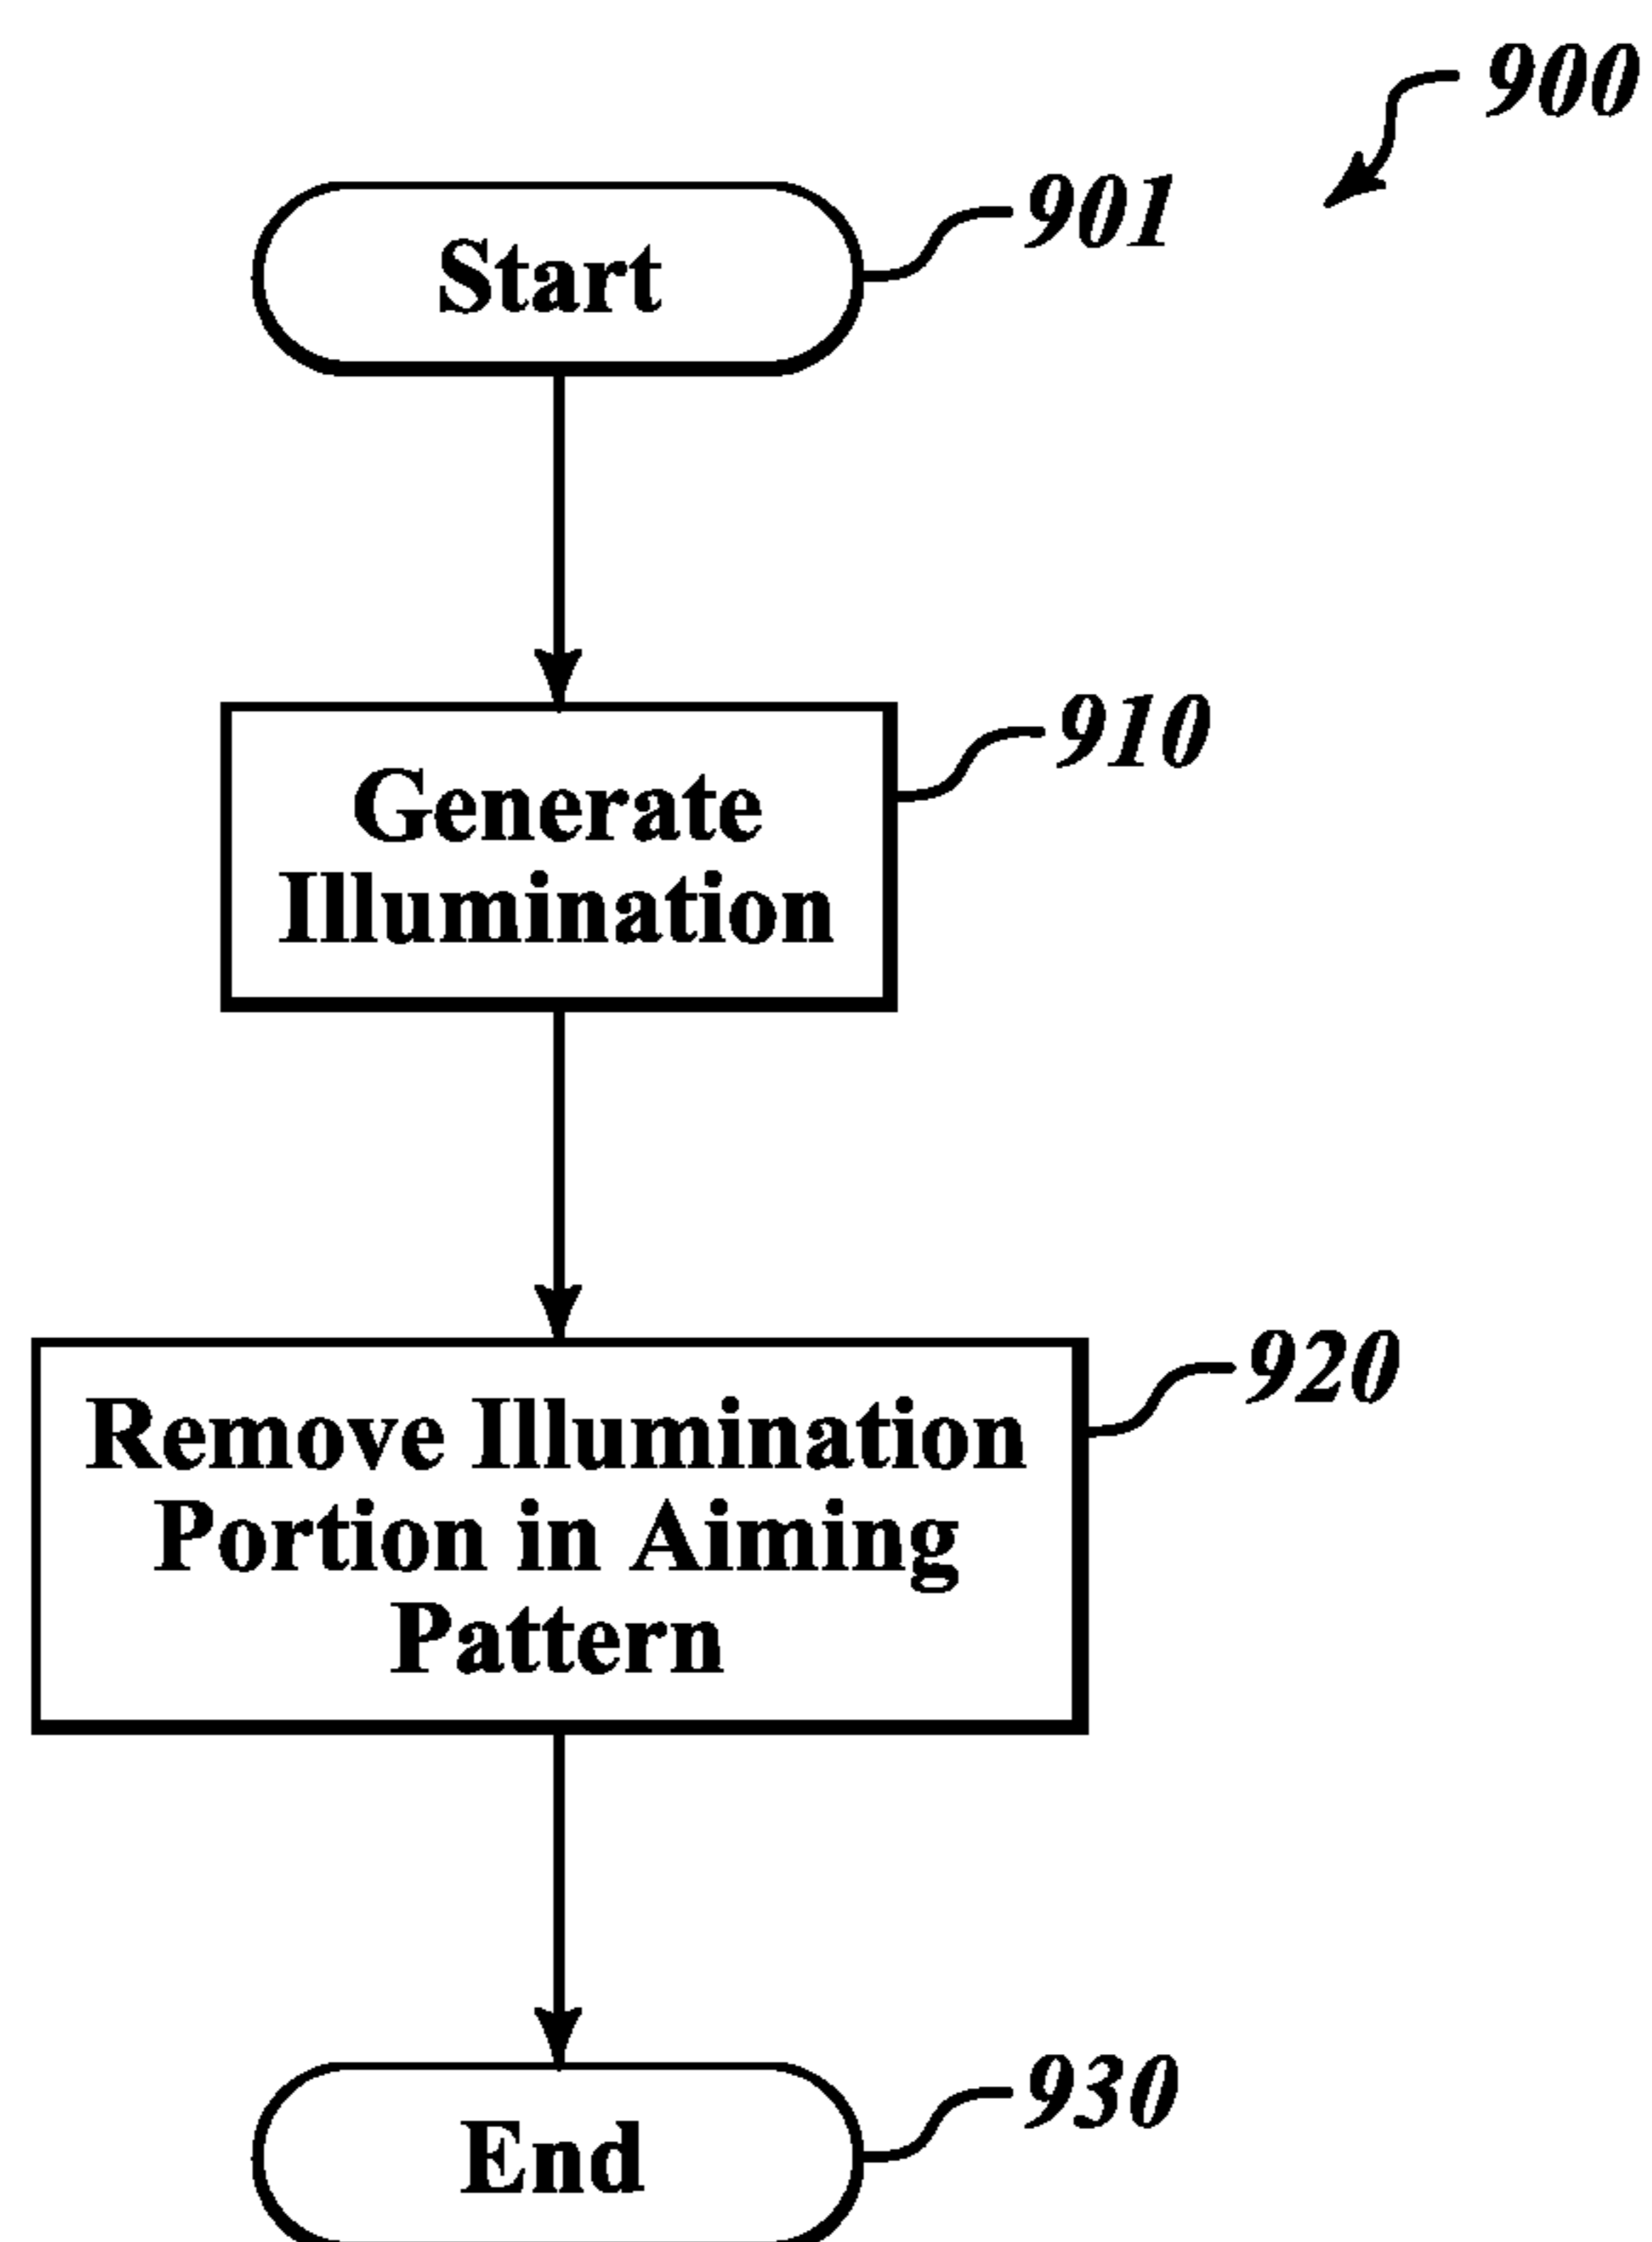 900
Start
901
Generate
Illumination
910
Remove Illumination
Portion in Aiming
Pattern
920
End
930